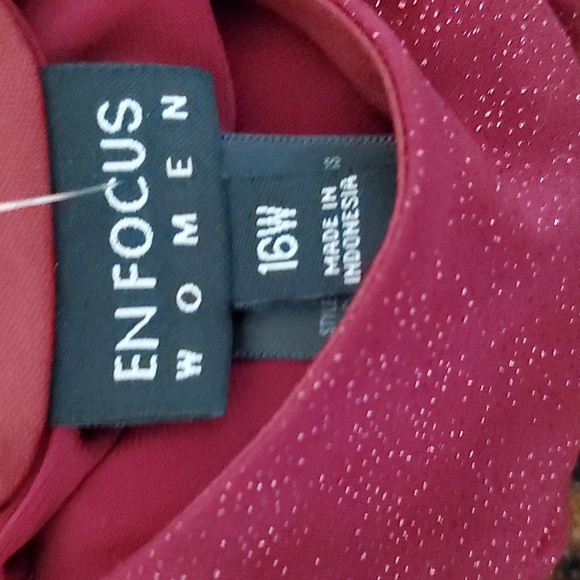 EN FOCUS
WOMEN
16W
MADE IN
INDONESIA
STYLE